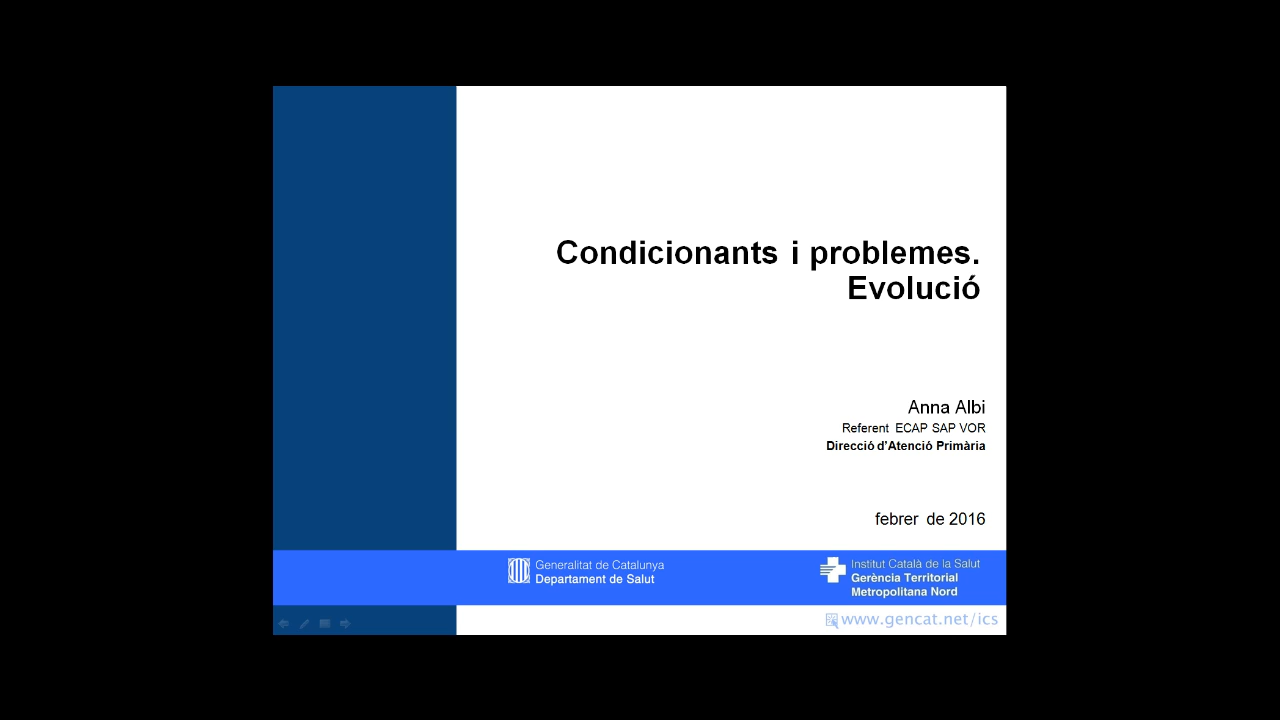 Condicionants i problemes.
Evolució
Anna Albi
Referent ECAP SAP VOR
Direcció d'Atenció Primària
febrer de 2016
Generalitat de Catalunya
Departament de Salut
Institut Català de la Salut
Gerència Territorial
Metropolitana Nord
www.gencat.net/ics